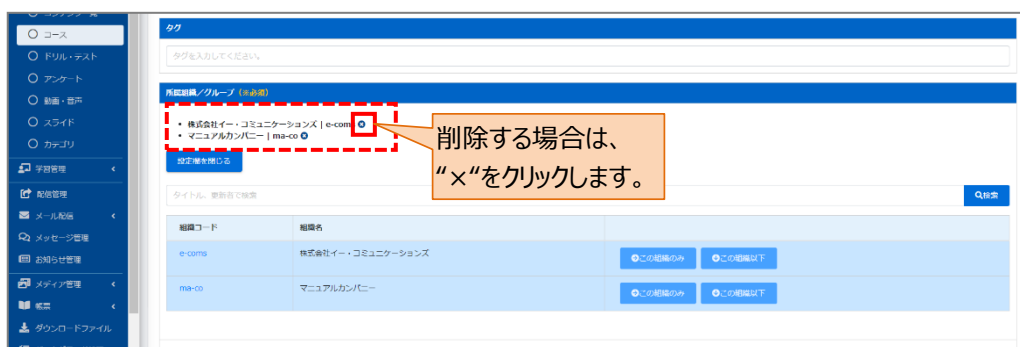 コース
ドリル・テスト
アンケート
動画・音声
スライド
カテゴリ
学習管理
配信管理
メール配信
メッセージ管理
お知らせ管理
メディア管理
帳票
ダウンロードファイル
タグ
タグを入力してください。
所属組織/グループ (※必須)
• 株式会社イー・コミュニケーションズ | e-coms
• マニュアルカンパニー | ma-co
削除する場合は、
“×“をクリックします。
設定欄を閉じる
タイトル、更新者で検索
検索
組織コード 組織名
e-coms 株式会社イー・コミュニケーションズ この組織のみ この組織以下
ma-co マニュアルカンパニー この組織のみ この組織以下